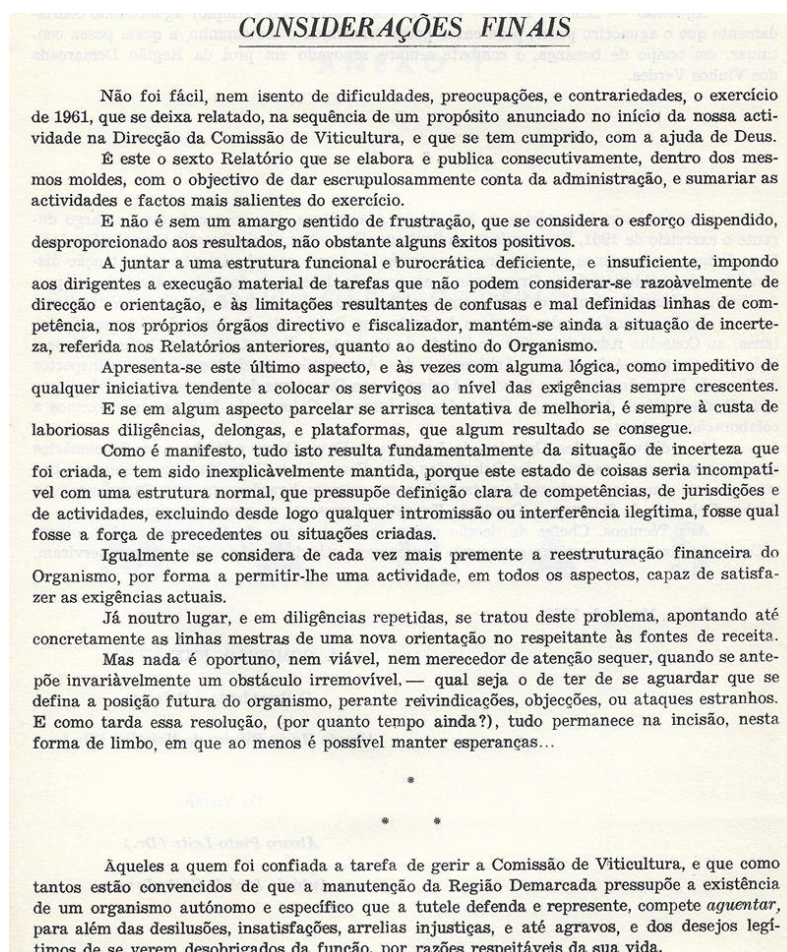 CONSIDERAÇÕES FINAIS
Não foi fácil, nem isento de dificuldades, preocupações, e contrariedades, o exercício
de 1961, que se deixa relatado, na sequência de um propósito anunciado no início da nossa acti-
vidade na Direcção da Comissão de Viticultura, e que se tem cumprido, com a ajuda de Deus.
É este o sexto Relatório que se elabora e publica consecutivamente, dentro dos mes-
mos moldes, com o objectivo de dar escrupulosammente conta da administração, e sumariar as
actividades e factos mais salientes do exercício.
E não é sem um amargo sentido de frustração, que se considera o esforço dispendido,
desproporcionado aos resultados, não obstante alguns êxitos positivos.
A juntar a uma estrutura funcional e burocrática deficiente, e insuficiente, impondo
aos dirigentes a execução material de tarefas que não podem considerar-se razoàvelmente de
direcção e orientação, e às limitações resultantes de confusas e mal definidas linhas de com-
petência, nos próprios órgãos directivo e fiscalizador, mantém-se ainda a situação de incerte-
za, referida nos Relatórios anteriores, quanto ao destino do Organismo.
Apresenta-se este último aspecto, e às vezes com alguma lógica, como impeditivo de
qualquer iniciativa tendente a colocar os serviços ao nível das exigências sempre crescentes.
E se em algum aspecto parcelar se arrisca tentativa de melhoria, é sempre à custa de
laboriosas diligências, delongas, e plataformas, que algum resultado se consegue.
Como é manifesto, tudo isto resulta fundamentalmente da situação de incerteza que
foi criada, e tem sido inexplicàvelmente mantida, porque este estado de coisas seria incompatí-
vel com uma estrutura normal, que pressupõe definição clara de competências, de jurisdições e
de actividades, excluindo desde logo qualquer intromissão ou interferência ilegítima, fosse qual
fosse a força de precedentes ou situações criadas.
Igualmente se considera de cada vez mais premente a reestruturação financeira do
Organismo, por forma a permitir-lhe uma actividade, em todos os aspectos, capaz de satisfa-
zer as exigências actuais.
Já noutro lugar, e em diligências repetidas, se tratou deste problema, apontando até
concretamente as linhas mestras de uma nova orientação no respeitante às fontes de receita.
Mas nada é oportuno, nem viável, nem merecedor de atenção sequer, quando se ante-
põe invariàvelmente um obstáculo irremovível, — qual seja o de ter de se aguardar que se
defina a posição futura do organismo, perante reivindicações, objecções, ou ataques estranhos.
E como tarda essa resolução, (por quanto tempo ainda?), tudo permanece na incisão, nesta
forma de limbo, em que ao menos é possível manter esperanças...
*
* *
Àqueles a quem foi confiada a tarefa de gerir a Comissão de Viticultura, e que como
tantos estão convencidos de que a manutenção da Região Demarcada pressupõe a existência
de um organismo autónomo e específico que a tutele defenda e represente, compete aguentar,
para além das desilusões, insatisfações, arrelias injustiças, e até agravos, e dos desejos legí-
timos de se verem desobrigados da função, por razões respeitáveis da sua vida.